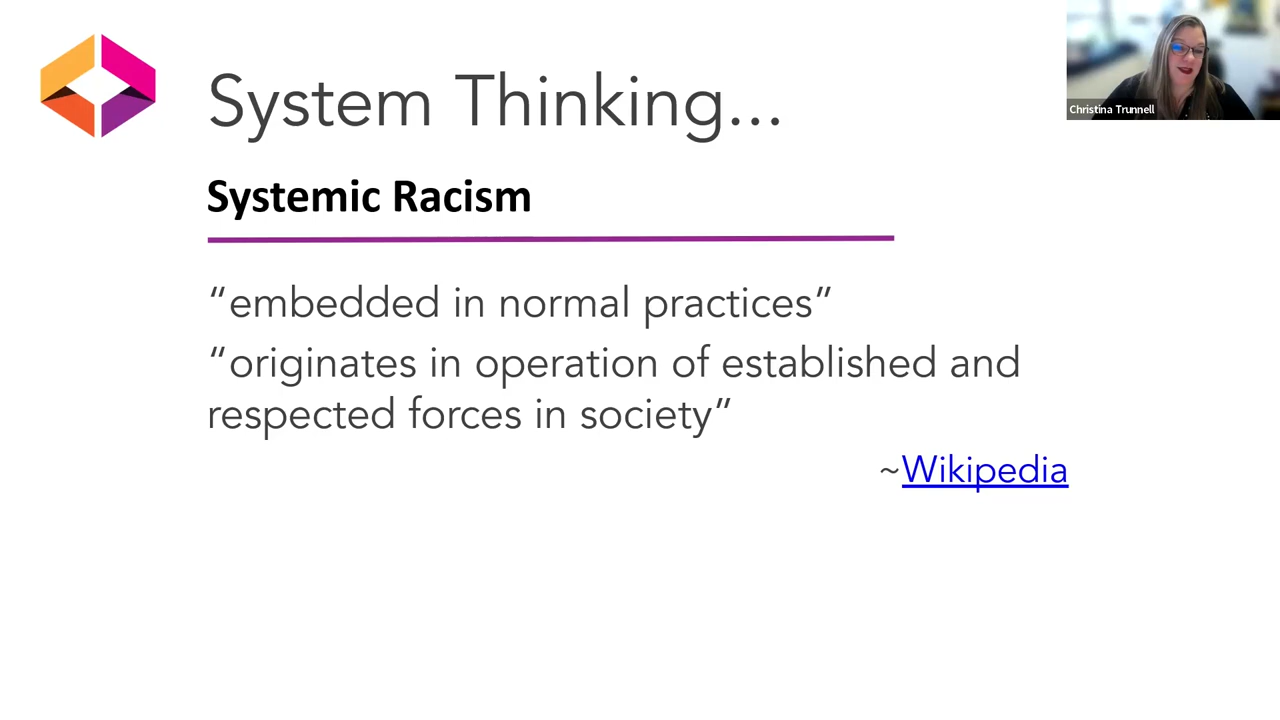 System Thinking...
Christina Trunnell
Systemic Racism
“embedded in normal practices”
“originates in operation of established and
respected forces in society”
~Wikipedia